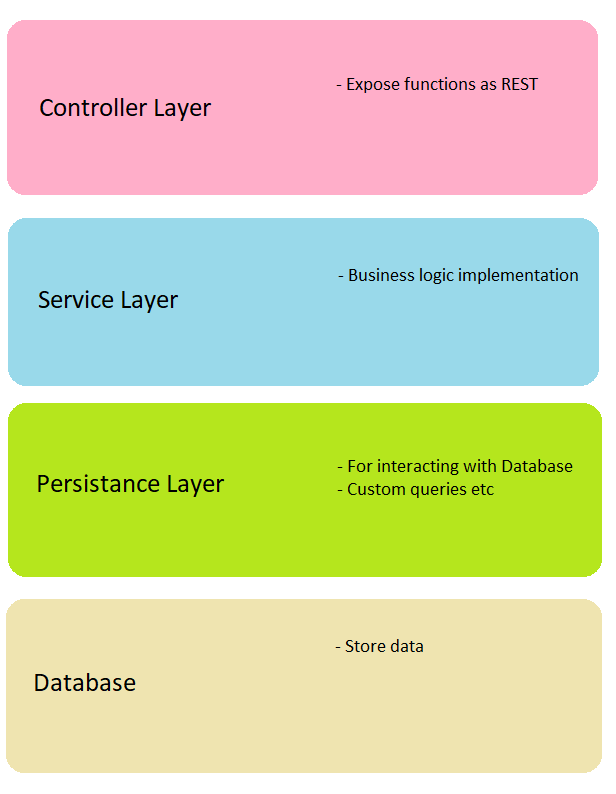 Controller Layer
- Expose functions as REST
Service Layer
- Business logic implementation
Persistance Layer
- For interacting with Database
- Custom queries etc
Database
- Store data